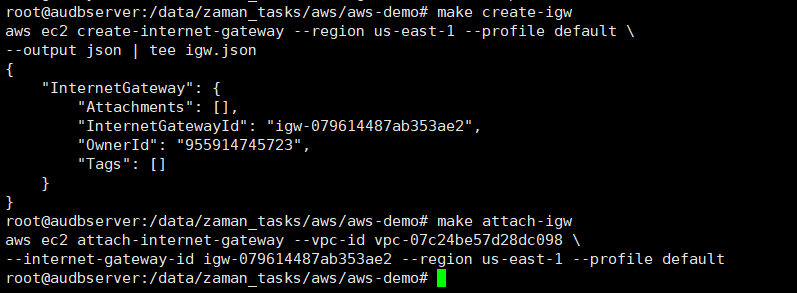 root@audbserver:/data/zaman_tasks/aws/aws-demo# make create-igw
aws ec2 create-internet-gateway --region us-east-1 --profile default \
--output json | tee igw.json
{
    "InternetGateway": {
        "Attachments": [],
        "InternetGatewayId": "igw-079614487ab353ae2",
        "OwnerId": "955914745723",
        "Tags": []
    }
}
root@audbserver:/data/zaman_tasks/aws/aws-demo# make attach-igw
aws ec2 attach-internet-gateway --vpc-id vpc-07c24be57d28dc098 \
--internet-gateway-id igw-079614487ab353ae2 --region us-east-1 --profile default
root@audbserver:/data/zaman_tasks/aws/aws-demo#